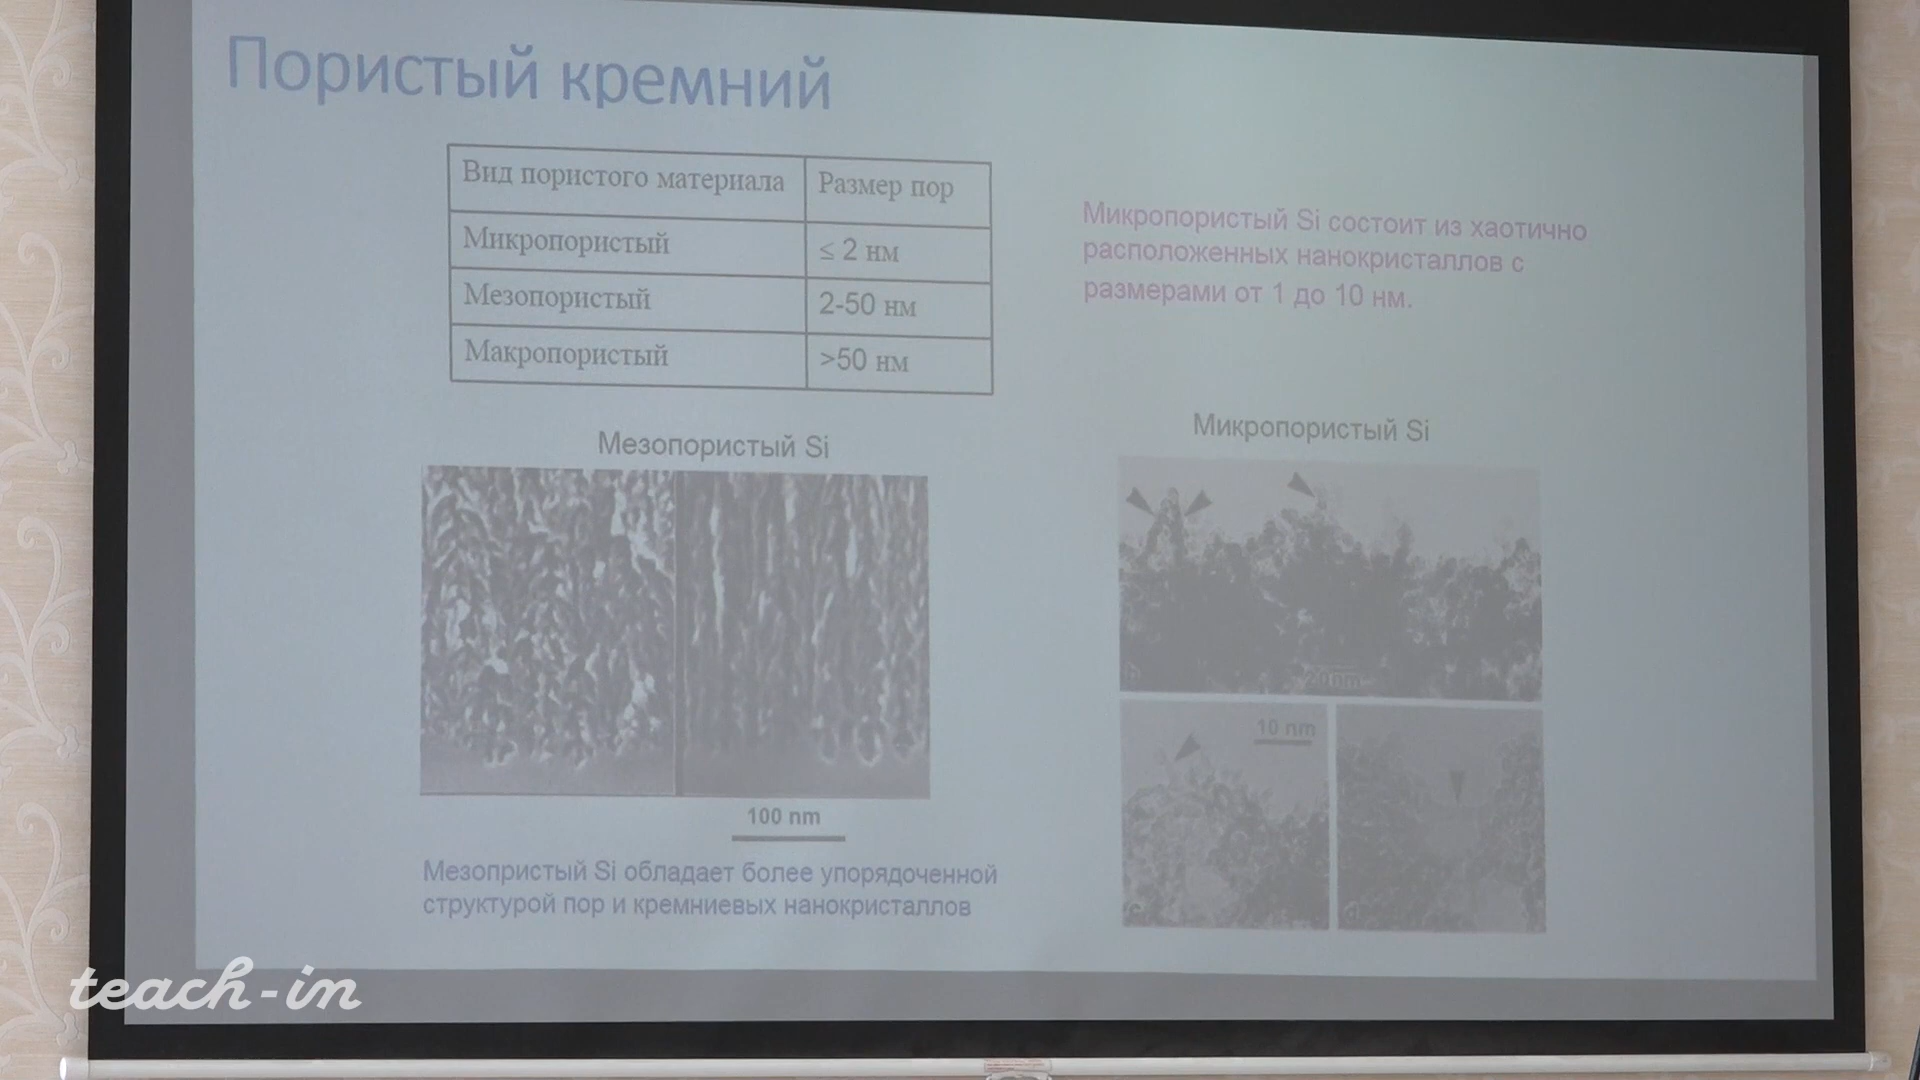 Пористый кремний
Вид пористого материала Размер пор
Микропористый ≤ 2 нм
Мезопористый 2-50 нм
Макропористый >50 нм
Микропористый Si состоит из хаотично
расположенных нанокристаллов с
размерами от 1 до 10 нм.
Мезопористый Si
100 nm
Мезопристый Si обладает более упорядоченной
структурой пор и кремниевых нанокристаллов
Микропористый Si
20nm
10 nm
teach-in